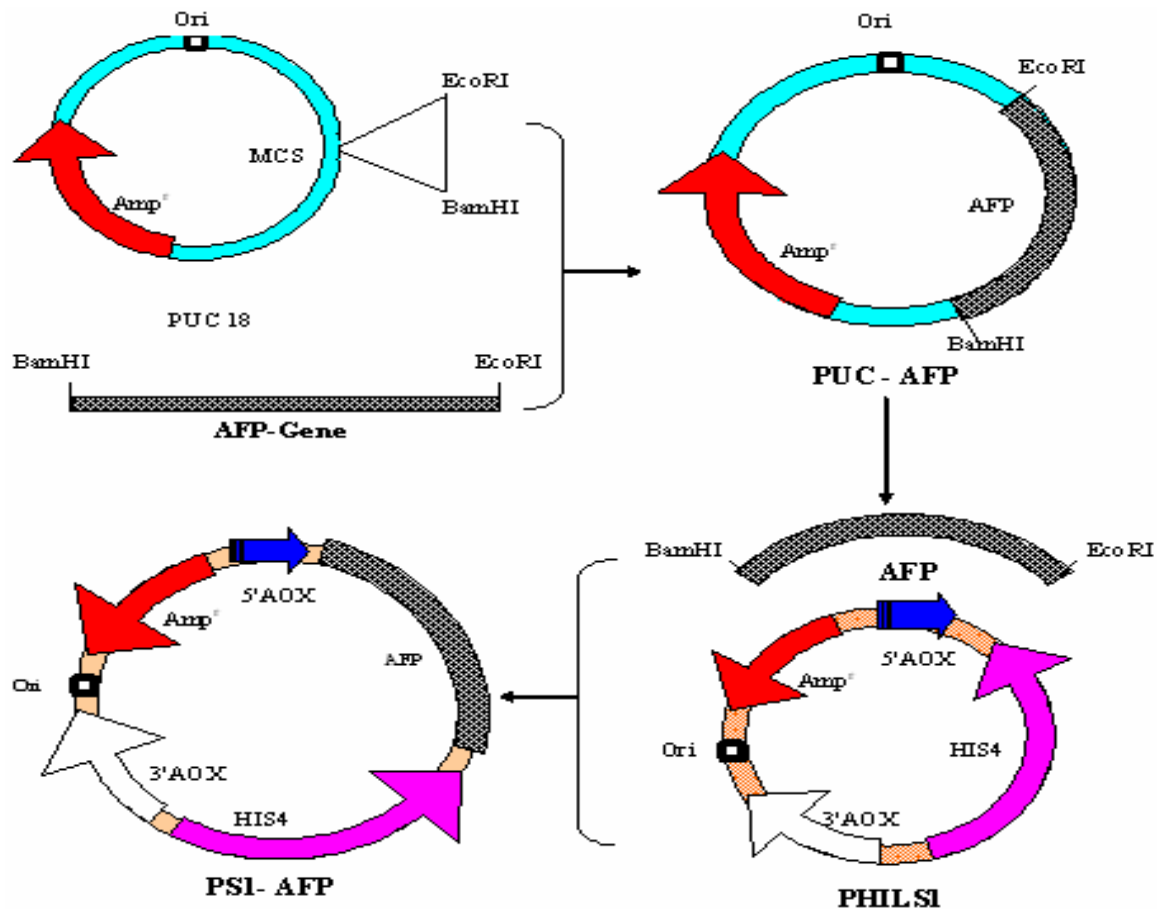 Ori
EcoRI
MCS
BamHI
Ampʳ
PUC 18
BamHI
EcoRI
AFP-Gene
Ori
EcoRI
AFP
Ampʳ
BamHI
PUC - AFP
BamHI
EcoRI
AFP
5'AOX
Ampʳ
Ori
HIS4
3'AOX
PHILS1
5'AOX
Ampʳ
AFP
Ori
3'AOX
HIS4
PS1- AFP